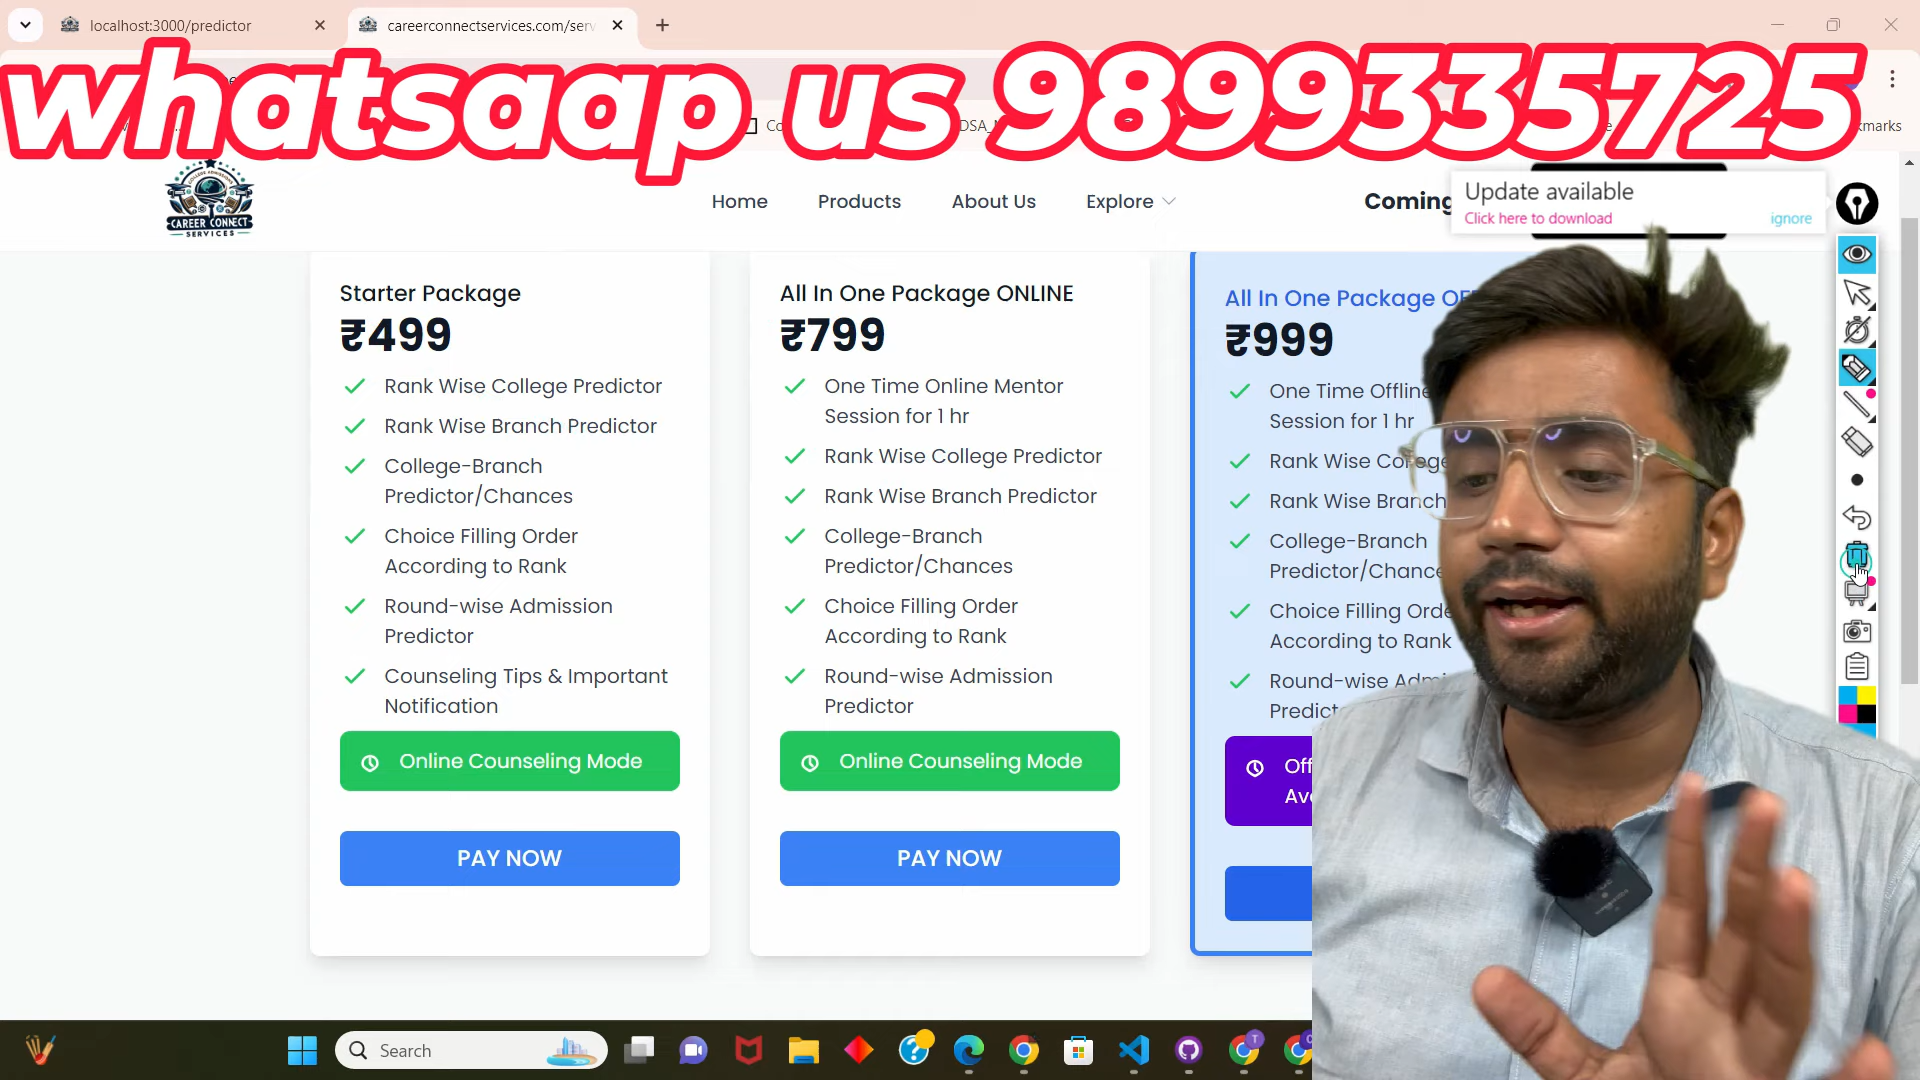 localhost:3000/predictor
careerconnectservices.com/serv
whatsaap us 9899335725
CAREER CONNECT
SERVICES
Home
Products
About Us
Explore
Coming
Update available
Click here to download
ignore
Starter Package
₹499
Rank Wise College Predictor
Rank Wise Branch Predictor
College-Branch
Predictor/Chances
Choice Filling Order
According to Rank
Round-wise Admission
Predictor
Counseling Tips & Important
Notification
Online Counseling Mode
PAY NOW
All In One Package ONLINE
₹799
One Time Online Mentor
Session for 1 hr
Rank Wise College Predictor
Rank Wise Branch Predictor
College-Branch
Predictor/Chances
Choice Filling Order
According to Rank
Round-wise Admission
Predictor
Online Counseling Mode
PAY NOW
All In One Package
₹999
One Time Offline
Session for 1 hr
Rank Wise College
Rank Wise Branch
College-Branch
Predictor/Chance
Choice Filling Orde
According to Rank
Round-wise Admi
Predict
Off
Ava
Search